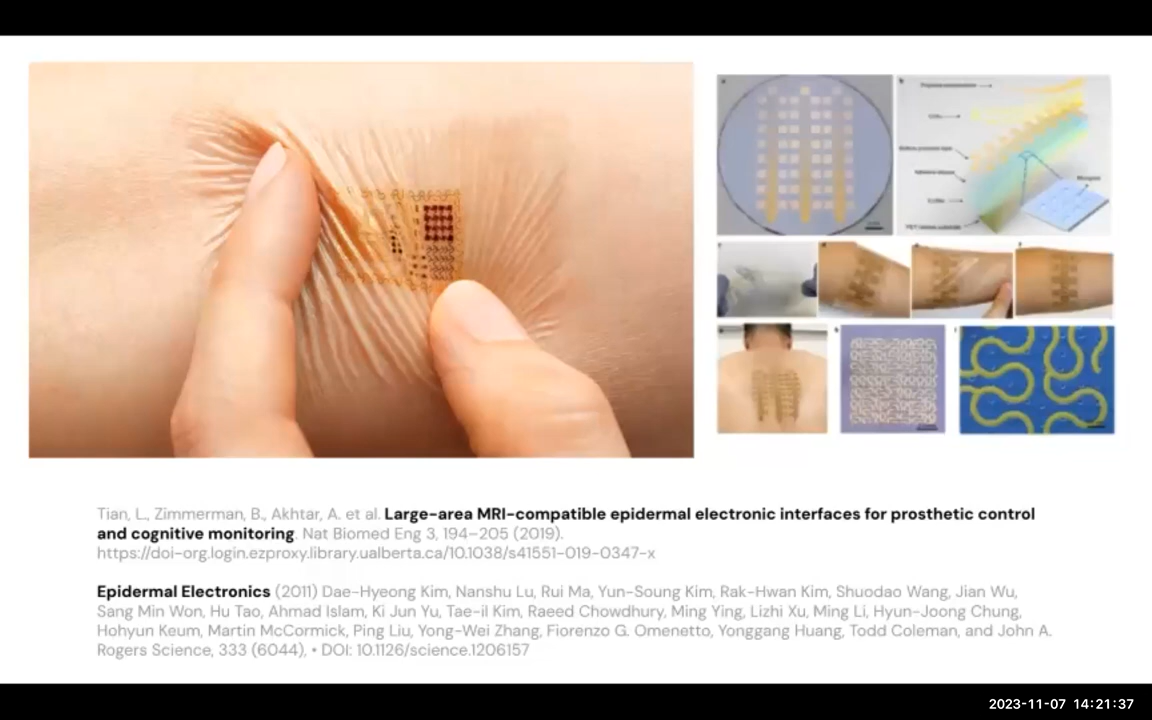 Tian, L., Zimmerman, B., Akhtar, A. et al. Large-area MRI-compatible epidermal electronic interfaces for prosthetic control
and cognitive monitoring. Nat Biomed Eng 3, 194–205 (2019).
https://doi-org.login.ezproxy.library.ualberta.ca/10.1038/s41551-019-0347-x
Epidermal Electronics (2011) Dae-Hyeong Kim, Nanshu Lu, Rui Ma, Yun-Soung Kim, Rak-Hwan Kim, Shuodao Wang, Jian Wu,
Sang Min Won, Hu Tao, Ahmad Islam, Ki Jun Yu, Tae-il Kim, Raeed Chowdhury, Ming Ying, Lizhi Xu, Ming Li, Hyun-Joong Chung,
Hohyun Keum, Martin McCormick, Ping Liu, Yong-Wei Zhang, Fiorenzo G. Omenetto, Yonggang Huang, Todd Coleman, and John A.
Rogers Science, 333 (6044), • DOI: 10.1126/science.1206157
2023-11-07 14:21:37